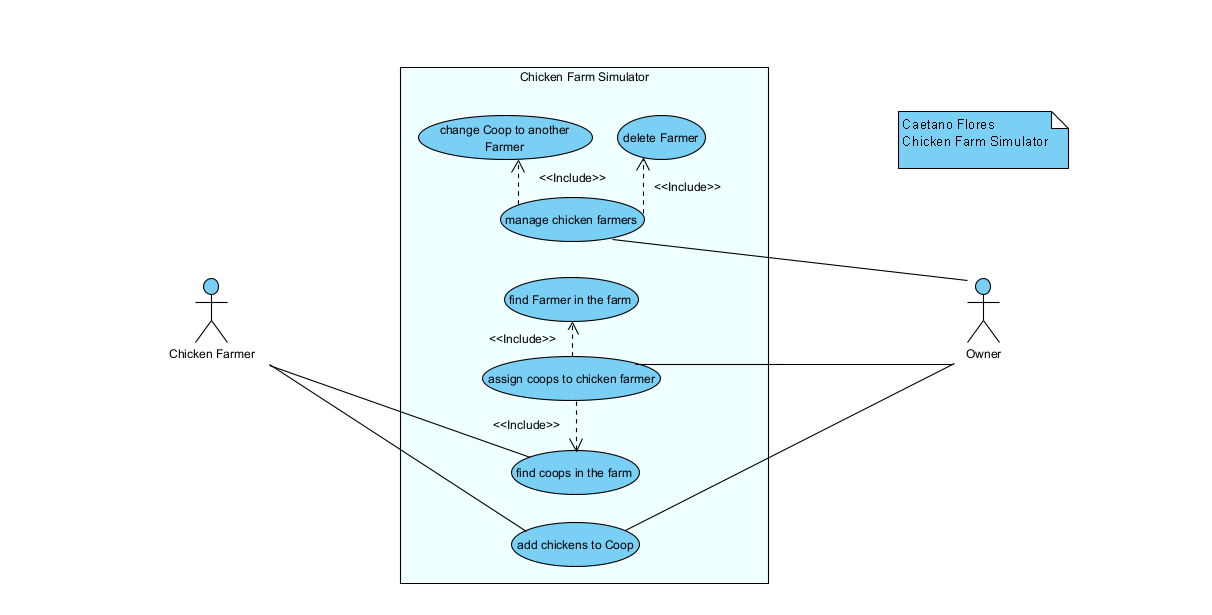 Chicken Farm Simulator
Caetano Flores
Chicken Farm Simulator
change Coop to another
Farmer
delete Farmer
<<Include>>
<<Include>>
manage chicken farmers
find Farmer in the farm
<<Include>>
Chicken Farmer
Owner
assign coops to chicken farmer
<<Include>>
find coops in the farm
add chickens to Coop